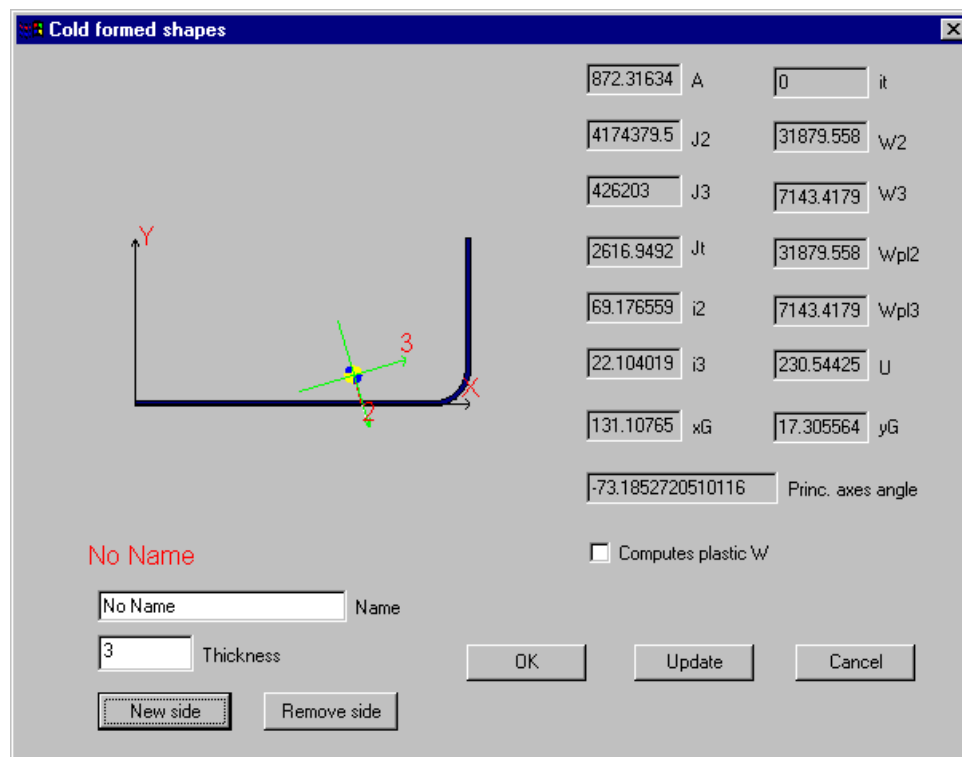 Cold formed shapes
872.31634 A 0 it
4174379.5 J2 31879.558 W2
426203 J3 7143.4179 W3
Y
2616.9492 Jt 31879.558 Wpl2
69.176559 i2 7143.4179 Wpl3
3
22.104019 i3 230.54425 U
X
2
131.10765 xG 17.305564 yG
-73.1852720510116 Princ. axes angle
No Name
Computes plastic W
No Name Name
3 Thickness
OK Update Cancel
New side Remove side